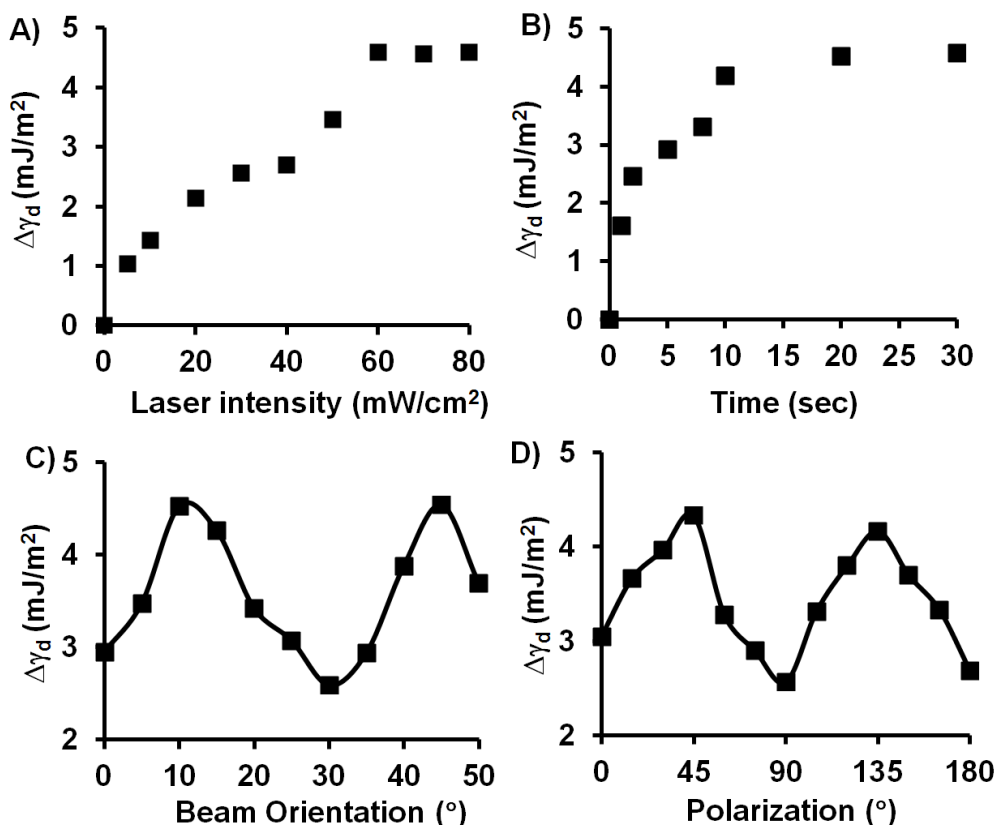 A)
5
4
3
2
1
0
Δγd (mJ/m²)
0 20 40 60 80
Laser intensity (mW/cm²)
B)
5
4
3
2
1
0
Δγd (mJ/m²)
0 5 10 15 20 25 30
Time (sec)
C)
5
4
3
2
Δγd (mJ/m²)
0 10 20 30 40 50
Beam Orientation (°)
D)
5
4
3
2
Δγd (mJ/m²)
0 45 90 135 180
Polarization (°)